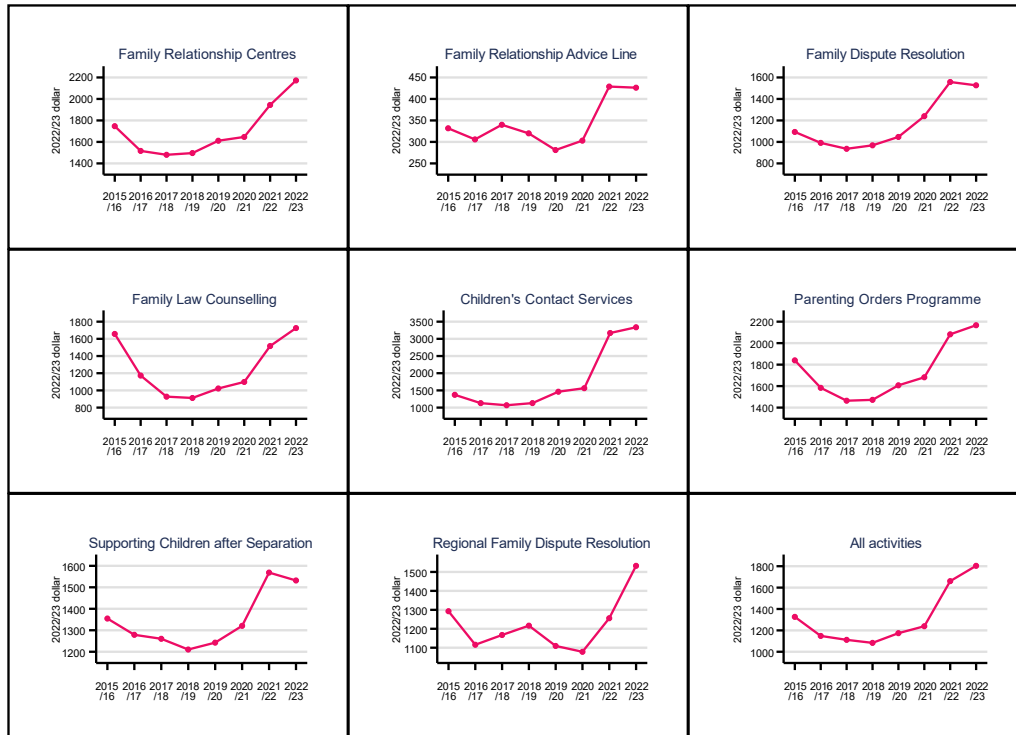 Family Relationship Centres
2022/23 dollar
2200
2000
1800
1600
1400
2015 2016 2017 2018 2019 2020 2021 2022
/16 /17 /18 /19 /20 /21 /22 /23
Family Relationship Advice Line
2022/23 dollar
450
400
350
300
250
2015 2016 2017 2018 2019 2020 2021 2022
/16 /17 /18 /19 /20 /21 /22 /23
Family Dispute Resolution
2022/23 dollar
1600
1400
1200
1000
800
2015 2016 2017 2018 2019 2020 2021 2022
/16 /17 /18 /19 /20 /21 /22 /23
Family Law Counselling
2022/23 dollar
1800
1600
1400
1200
1000
800
2015 2016 2017 2018 2019 2020 2021 2022
/16 /17 /18 /19 /20 /21 /22 /23
Children's Contact Services
2022/23 dollar
3500
3000
2500
2000
1500
1000
2015 2016 2017 2018 2019 2020 2021 2022
/16 /17 /18 /19 /20 /21 /22 /23
Parenting Orders Programme
2022/23 dollar
2200
2000
1800
1600
1400
2015 2016 2017 2018 2019 2020 2021 2022
/16 /17 /18 /19 /20 /21 /22 /23
Supporting Children after Separation
2022/23 dollar
1600
1500
1400
1300
1200
2015 2016 2017 2018 2019 2020 2021 2022
/16 /17 /18 /19 /20 /21 /22 /23
Regional Family Dispute Resolution
2022/23 dollar
1500
1400
1300
1200
1100
2015 2016 2017 2018 2019 2020 2021 2022
/16 /17 /18 /19 /20 /21 /22 /23
All activities
2022/23 dollar
1800
1600
1400
1200
1000
2015 2016 2017 2018 2019 2020 2021 2022
/16 /17 /18 /19 /20 /21 /22 /23